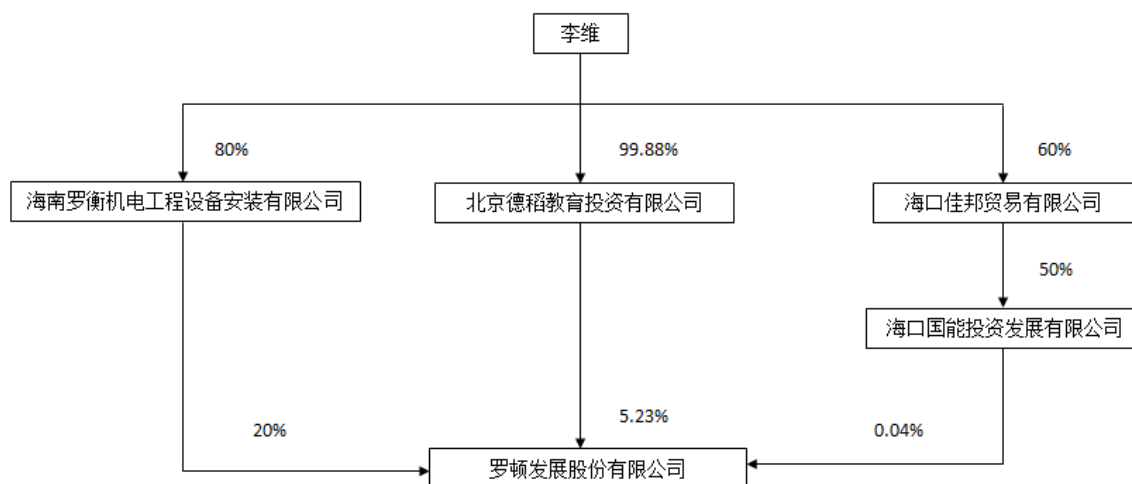 李维
80%
99.88%
60%
海南罗衡机电工程设备安装有限公司
北京德稻教育投资有限公司
海口佳邦贸易有限公司
50%
海口国能投资发展有限公司
20%
5.23%
0.04%
罗顿发展股份有限公司